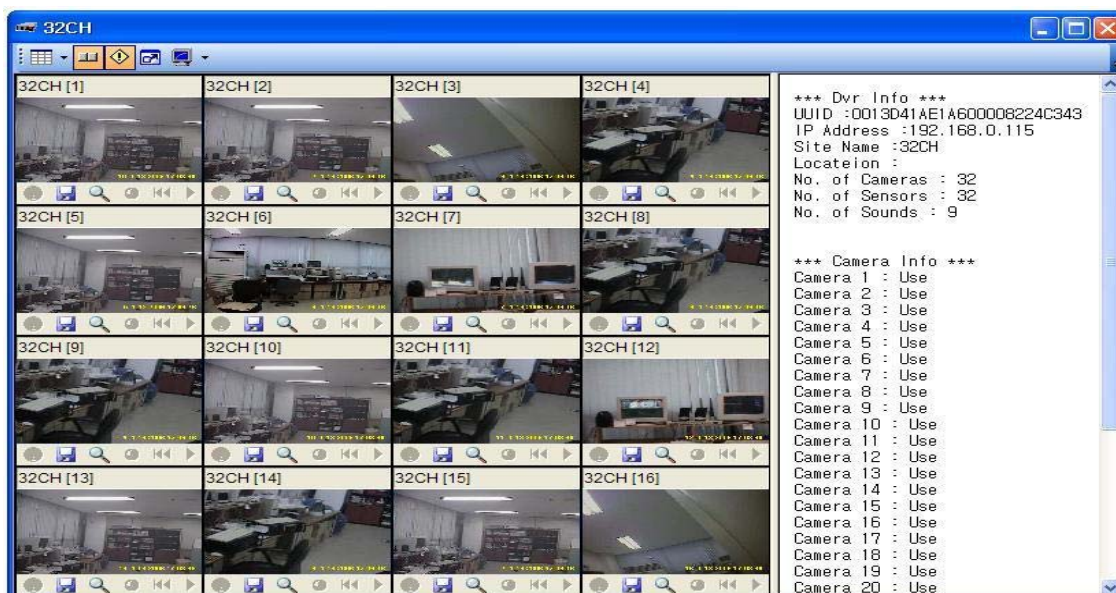 32CH
32CH [1]
32CH [2]
32CH [3]
32CH [4]
32CH [5]
32CH [6]
32CH [7]
32CH [8]
32CH [9]
32CH [10]
32CH [11]
32CH [12]
32CH [13]
32CH [14]
32CH [15]
32CH [16]
*** Dvr Info ***
UUID :0013D41AE1A600008224C343
IP Address :192.168.0.115
Site Name :32CH
Locateion :
No. of Cameras : 32
No. of Sensors : 32
No. of Sounds : 9
*** Camera Info ***
Camera 1 : Use
Camera 2 : Use
Camera 3 : Use
Camera 4 : Use
Camera 5 : Use
Camera 6 : Use
Camera 7 : Use
Camera 8 : Use
Camera 9 : Use
Camera 10 : Use
Camera 11 : Use
Camera 12 : Use
Camera 13 : Use
Camera 14 : Use
Camera 15 : Use
Camera 16 : Use
Camera 17 : Use
Camera 18 : Use
Camera 19 : Use
Camera 20 : Use